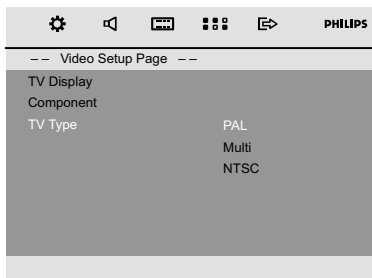 PHILIPS
-- Video Setup Page --
TV Display
Component
TV Type PAL
Multi
NTSC